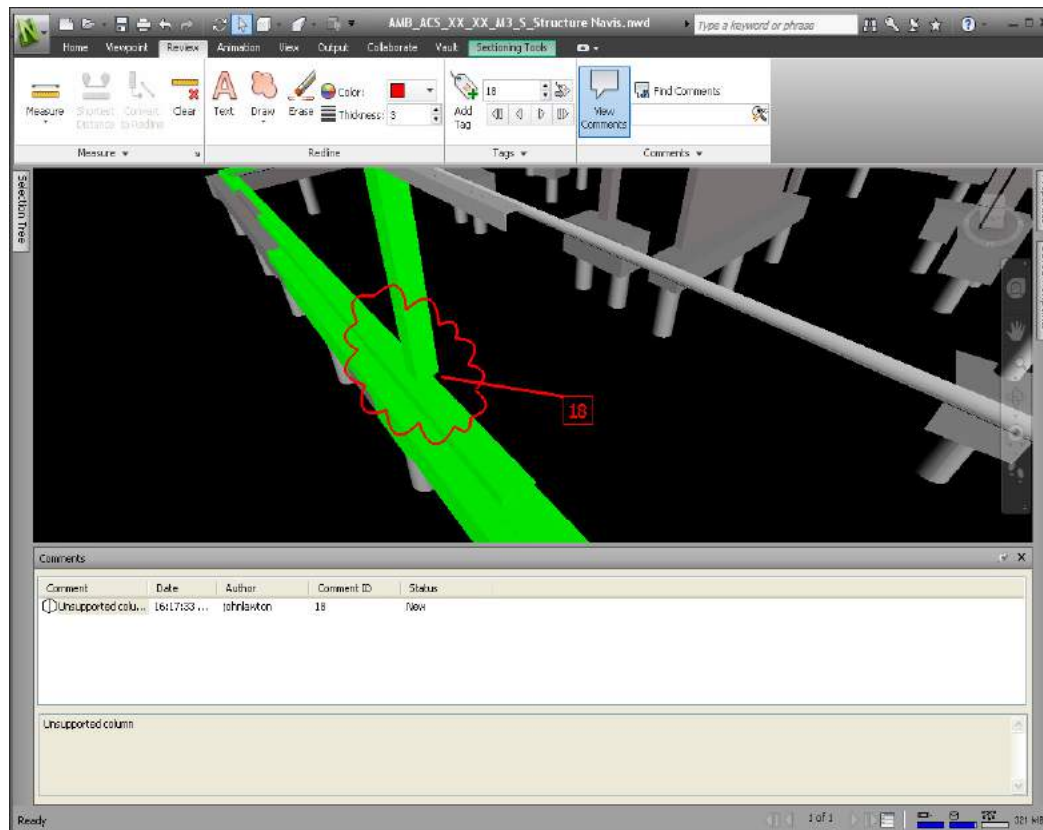 AMB_ACS_XX_XX_M3_S_Structure Navis.nwd Type a keyword or phrase
Home Viewpoint Review Animation View Output Collaborate Vault Sectioning Tools
Measure Shortest Distance Convert to Redline Clear Text Draw Erase Color: Thickness: 3 Add Tag 18 View Comments Find Comments
Measure Redline Tags Comments
Selection Tree
18
Comments
Comment Date Author Comment ID Status
Unsupported colu... 16:17:33 ... johnlawton 18 New
Unsupported column
Ready 1 of 1 321 MB